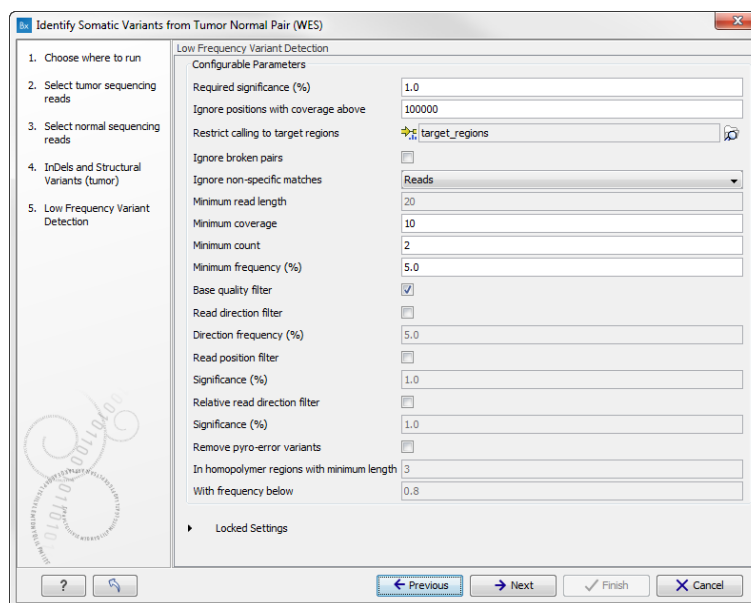 Bx Identify Somatic Variants from Tumor Normal Pair (WES)
x
1. Choose where to run
2. Select tumor sequencing
reads
3. Select normal sequencing
reads
4. InDels and Structural
Variants (tumor)
5. Low Frequency Variant
Detection
Low Frequency Variant Detection
Configurable Parameters
Required significance (%) 1.0
Ignore positions with coverage above 100000
Restrict calling to target regions target_regions
Ignore broken pairs
Ignore non-specific matches Reads
Minimum read length 20
Minimum coverage 10
Minimum count 2
Minimum frequency (%) 5.0
Base quality filter
Read direction filter
Direction frequency (%) 5.0
Read position filter
Significance (%) 1.0
Relative read direction filter
Significance (%) 1.0
Remove pyro-error variants
In homopolymer regions with minimum length 3
With frequency below 0.8
Locked Settings
? Previous Next Finish Cancel